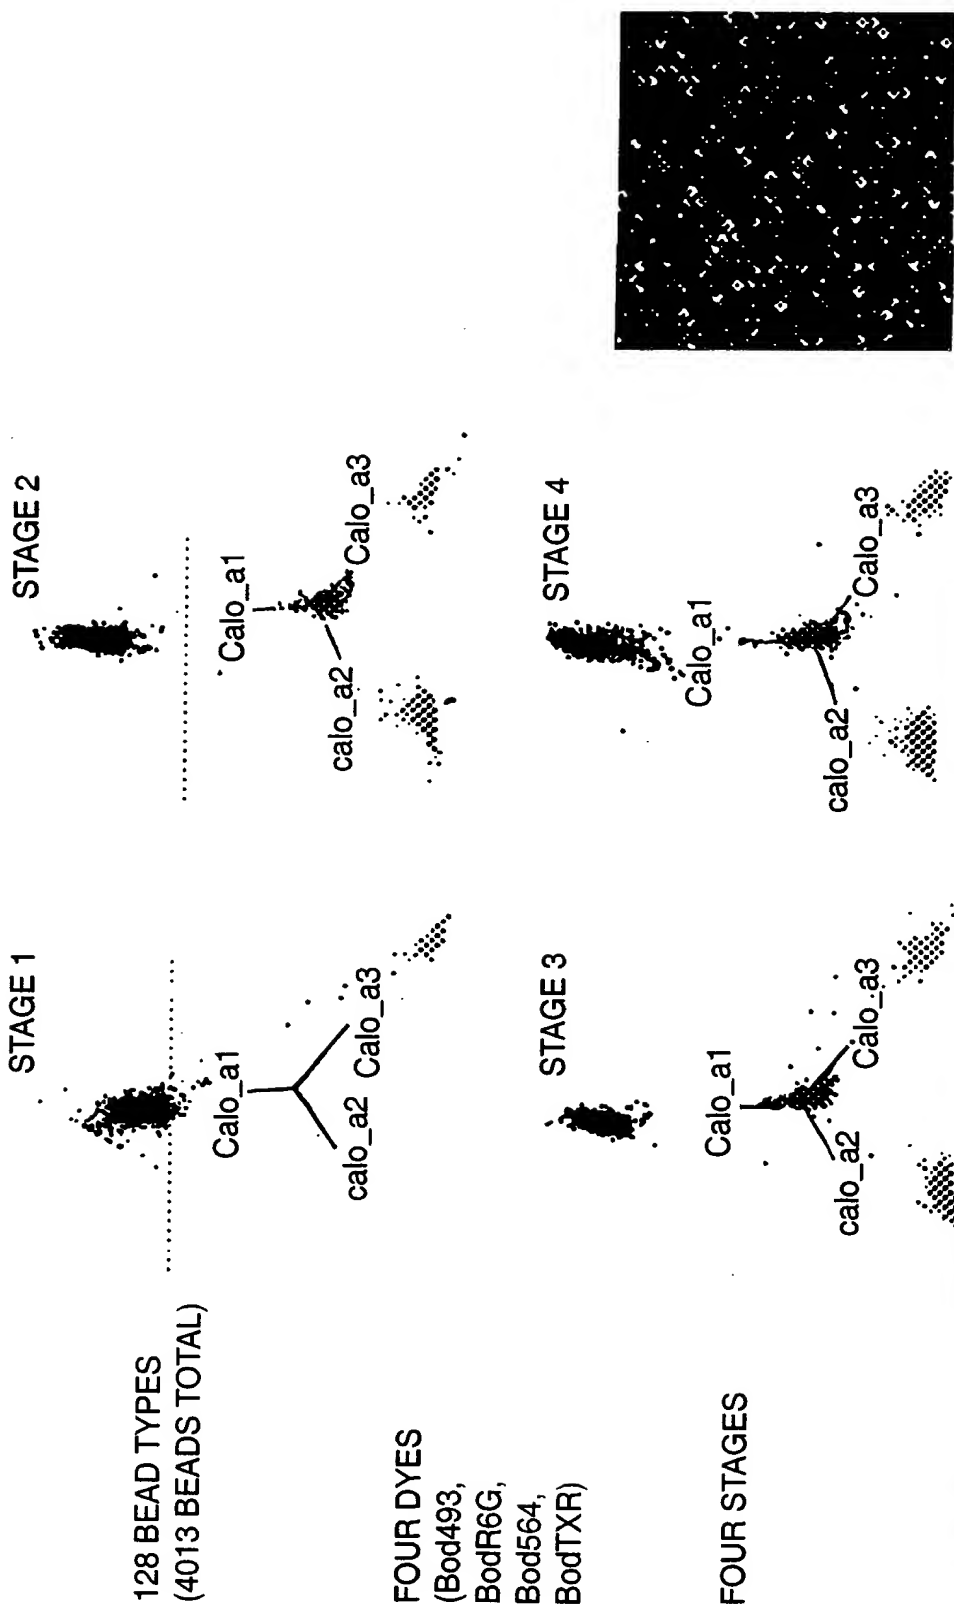 128 BEAD TYPES
(4013 BEADS TOTAL)
FOUR DYES
(Bod493,
BodR6G,
Bod564,
BodTXR)
FOUR STAGES
STAGE 1
Calo_a1
calo_a2
Calo_a3
STAGE 2
Calo_a1
calo_a2
Calo_a3
STAGE 3
Calo_a1
calo_a2
Calo_a3
STAGE 4
Calo_a1
calo_a2
Calo_a3